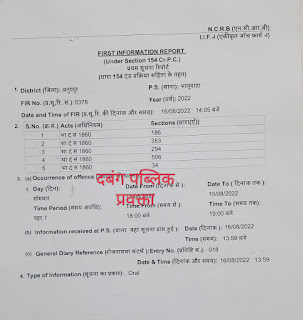 N.C.R.B (एन.सी.आर.बी)
I.I.F.-I (एकीकृत जाँच फार्म -I)
FIRST INFORMATION REPORT
(Under Section 154 Cr.P.C.)
प्रथम सूचना रिपोर्ट
(धारा 154 दंड प्रक्रिया संहिता के तहत)
1. District (जिला): अनूपपुर P.S. (थाना): भालूमाडा
FIR No. (प्र.सू.रि. सं.): 0378 Year (वर्ष): 2022
Date and Time of FIR (प्र.सू.रि. की दिनांक और समय): 16/08/2022 14:05 बजे
2. S.No. (क्र.सं.) Acts (अधिनियम) Sections (धारा(एँ))
1 भा दं सं 1860 186
2 भा दं सं 1860 353
3 भा दं सं 1860 294
4 भा दं सं 1860 506
5 भा दं सं 1860 34
3. (a) Occurrence of offence
दबंग पब्लिक प्रवक्ता
1. Day (दिन): सोमवार Date From (दिनांक से): Date To (दिनांक तक): 15/08/2022
Time Period (समय अवधि): पहर 7 Time From (समय से): 18:00 बजे Time To (समय तक): 19:00 बजे
(b) Information received at P.S. (थाना जहां सूचना प्राप्त हुई): Date (दिनांक): 16/08/2022
Time (समय): 13:59 बजे
(c) General Diary Reference (रोजनामचा संदर्भ): Entry No. (प्रविष्टि सं.): 018
Date & Time (दिनांक और समय): 16/08/2022 13:59
4. Type of Information (सूचना का प्रकार): Oral